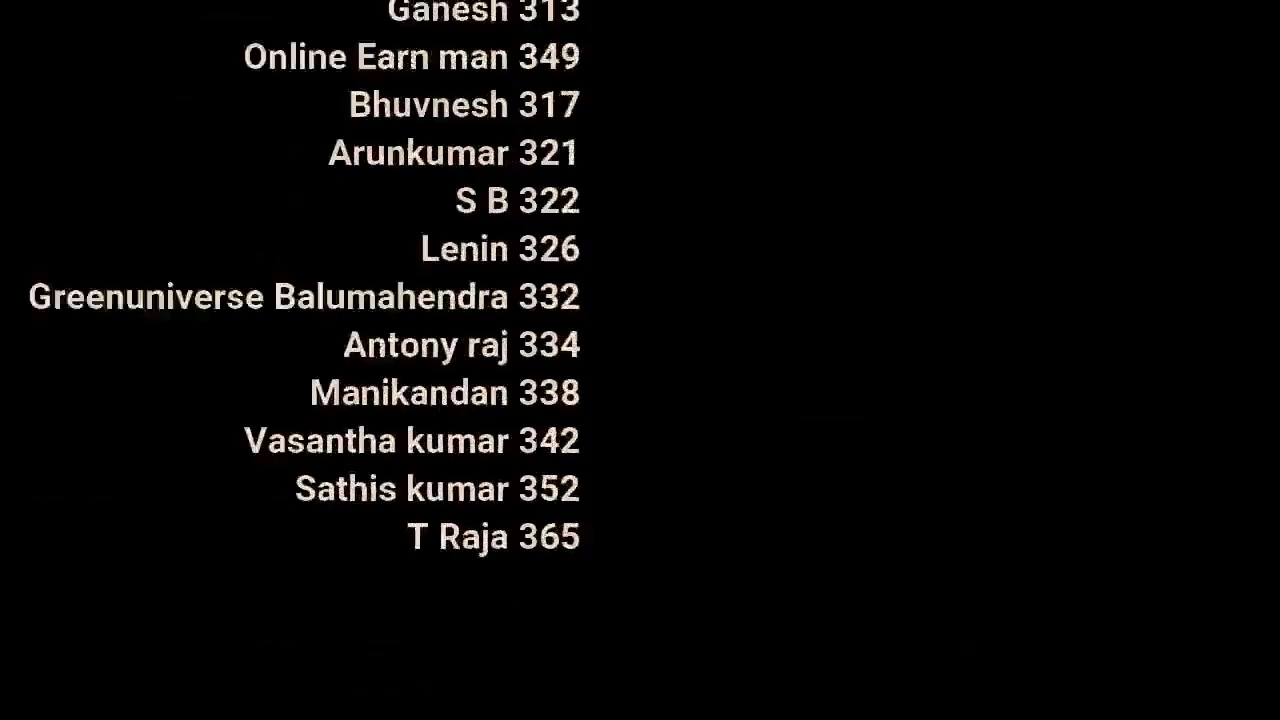 Ganesh 313
Online Earn man 349
Bhuvnesh 317
Arunkumar 321
S B 322
Lenin 326
Greenuniverse Balumahendra 332
Antony raj 334
Manikandan 338
Vasantha kumar 342
Sathis kumar 352
T Raja 365